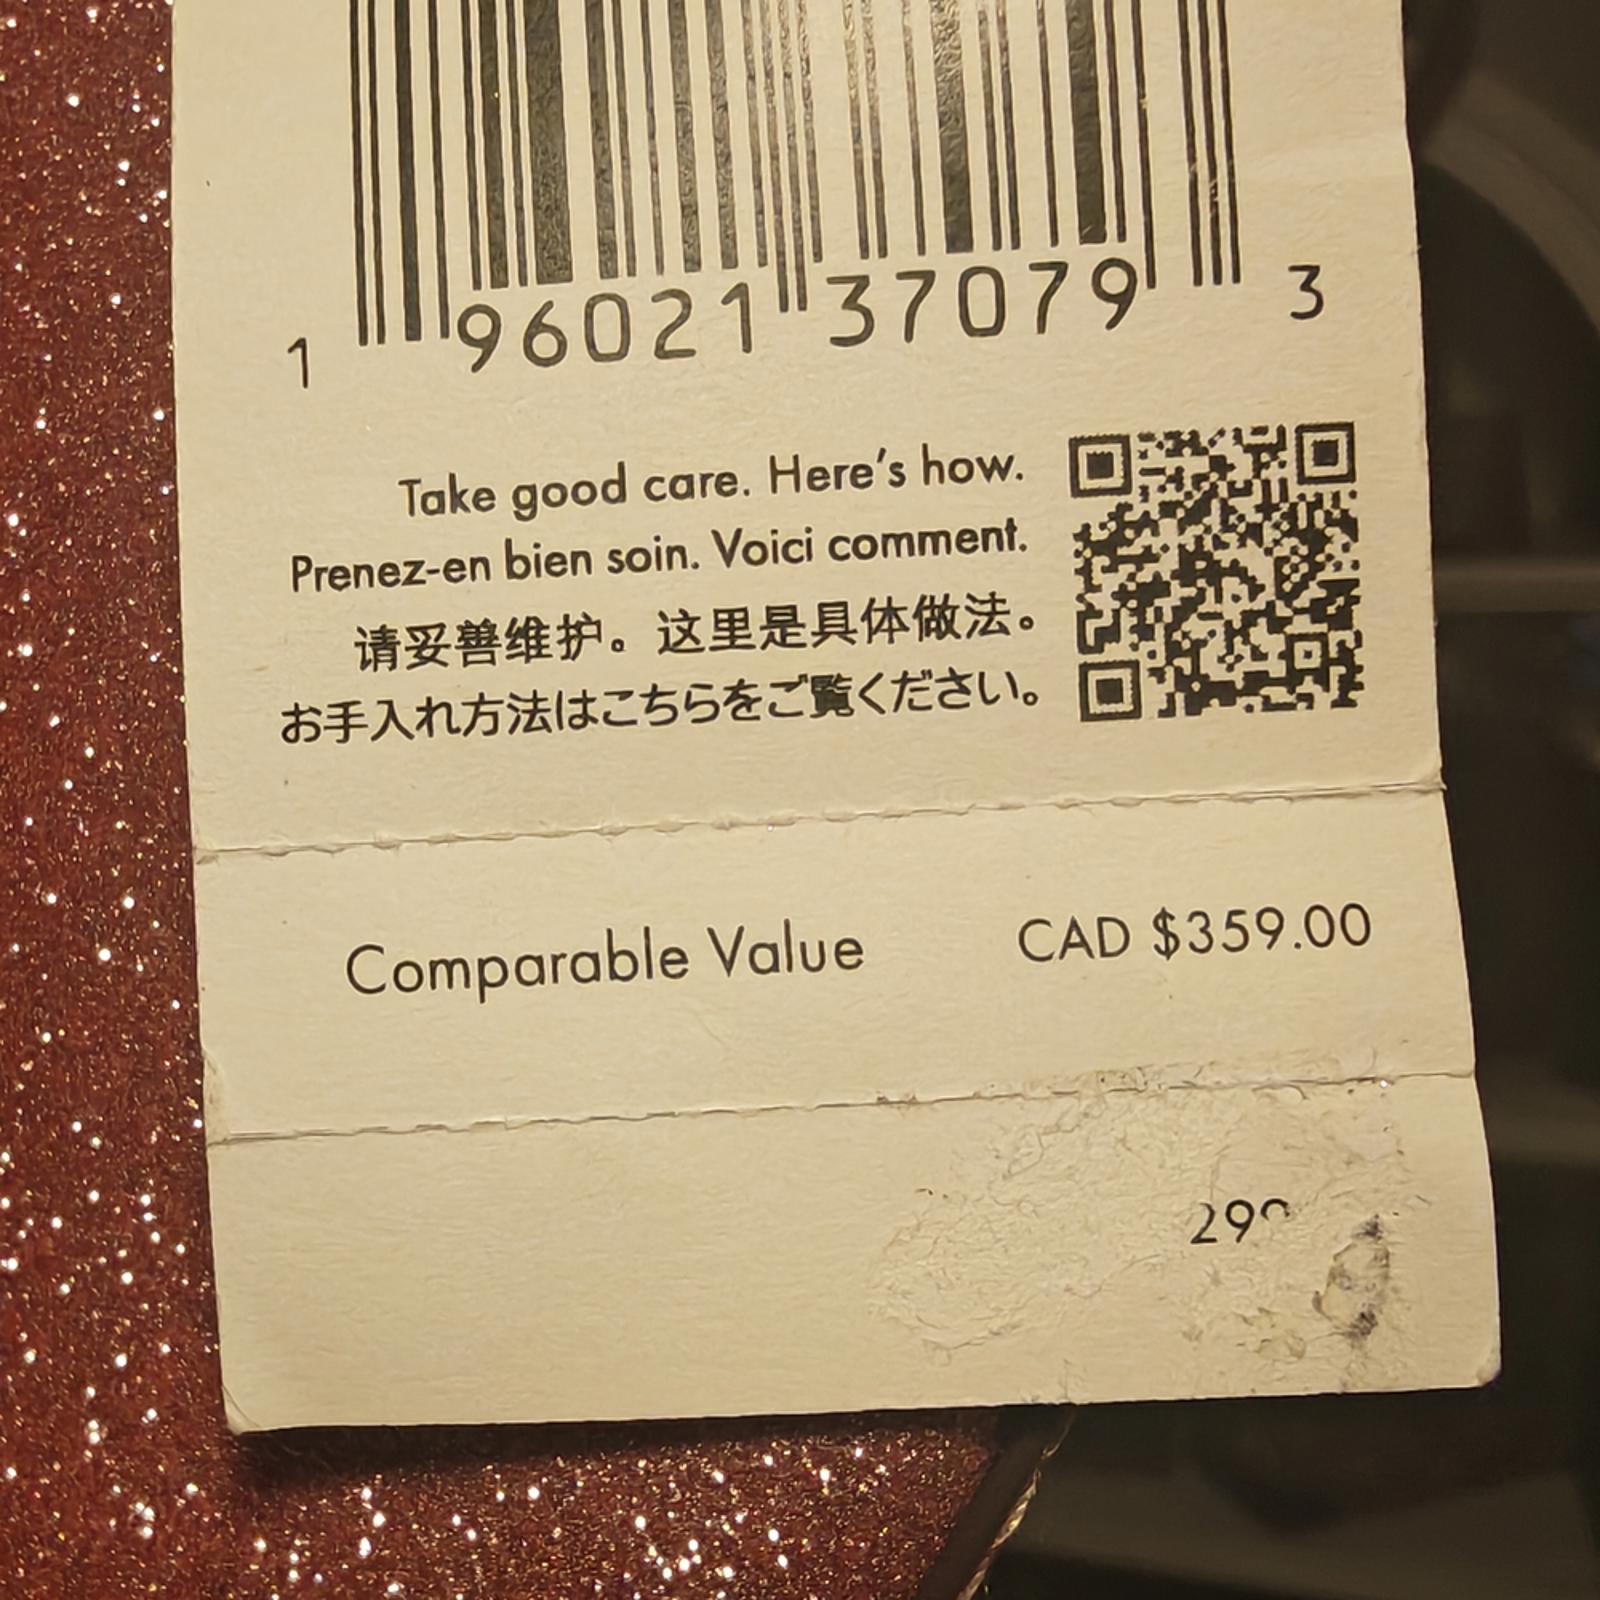 1 96021 37079 3
Take good care. Here's how.
Prenez-en bien soin. Voici comment.
请妥善维护。这里是具体做法。
お手入れ方法はこちらをご覧ください。
Comparable Value CAD $359.00